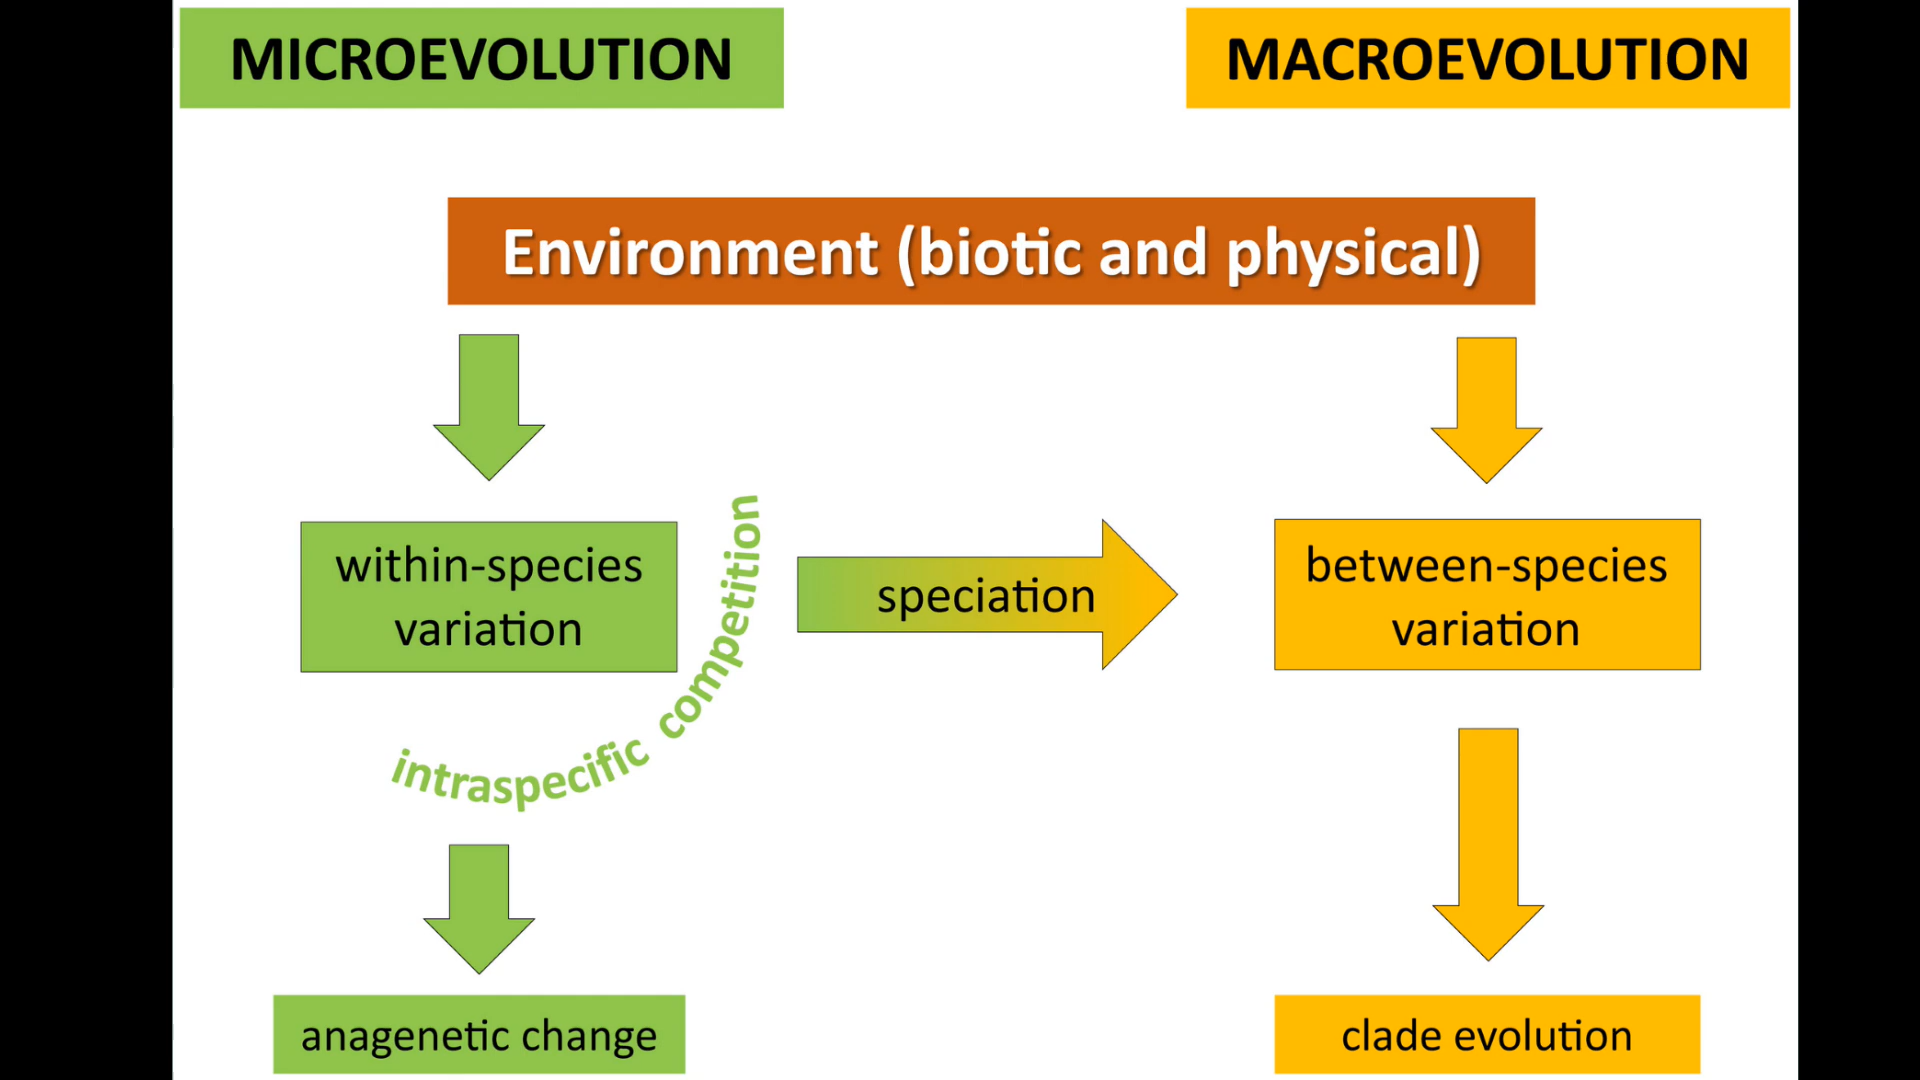 MICROEVOLUTION
MACROEVOLUTION
Environment (biotic and physical)
within-species
variation
intraspecific competition
speciation
between-species
variation
anagenetic change
clade evolution